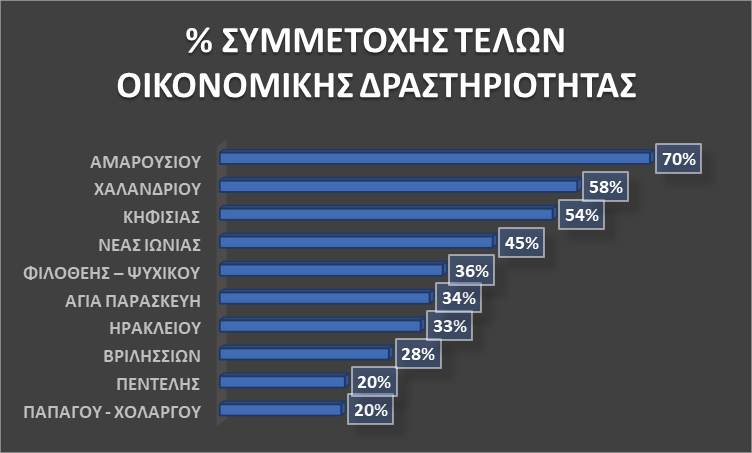 % ΣΥΜΜΕΤΟΧΗΣ ΤΕΛΩΝ
ΟΙΚΟΝΟΜΙΚΗΣ ΔΡΑΣΤΗΡΙΟΤΗΤΑΣ
ΑΜΑΡΟΥΣΙΟΥ 70%
ΧΑΛΑΝΔΡΙΟΥ 58%
ΚΗΦΙΣΙΑΣ 54%
ΝΕΑΣ ΙΩΝΙΑΣ 45%
ΦΙΛΟΘΕΗΣ – ΨΥΧΙΚΟΥ 36%
ΑΓΙΑ ΠΑΡΑΣΚΕΥΗ 34%
ΗΡΑΚΛΕΙΟΥ 33%
ΒΡΙΛΗΣΣΙΩΝ 28%
ΠΕΝΤΕΛΗΣ 20%
ΠΑΠΑΓΟΥ - ΧΟΛΑΡΓΟΥ 20%